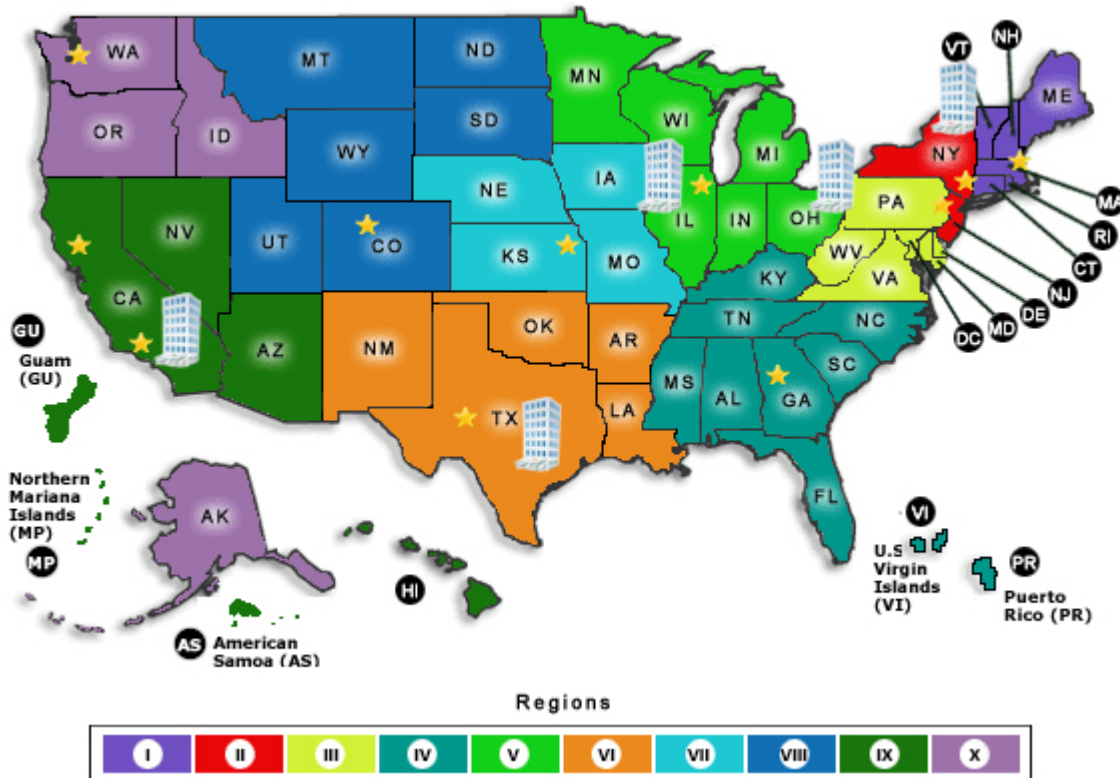 VT
NH
WA
MT
ND
MN
ME
OR
ID
SD
WI
WY
MI
NY
MA
NE
IA
PA
RI
NV
UT
CO
IL
IN
OH
WV
CT
KS
MO
VA
NJ
CA
KY
DE
MD
DC
GU
Guam
(GU)
AZ
NM
OK
AR
TN
NC
MS
AL
GA
SC
TX
LA
Northern
Mariana
Islands
(MP)
MP
AK
HI
FL
VI
U.S
Virgin
Islands
(VI)
PR
Puerto
Rico (PR)
AS
American
Samoa (AS)
Regions
I II III IV V VI VII VIII IX X